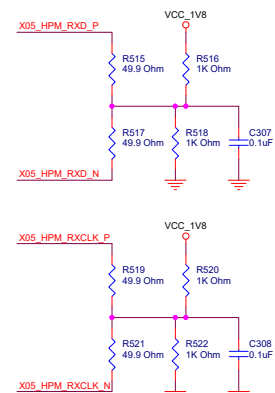 X05_HPM_RXD_P
VCC_1V8
R515
49.9 Ohm
R516
1K Ohm
R517
49.9 Ohm
R518
1K Ohm
C307
0.1uF
X05_HPM_RXD_N
VCC_1V8
X05_HPM_RXCLK_P
R519
49.9 Ohm
R520
1K Ohm
R521
49.9 Ohm
R522
1K Ohm
C308
0.1uF
X05_HPM_RXCLK_N